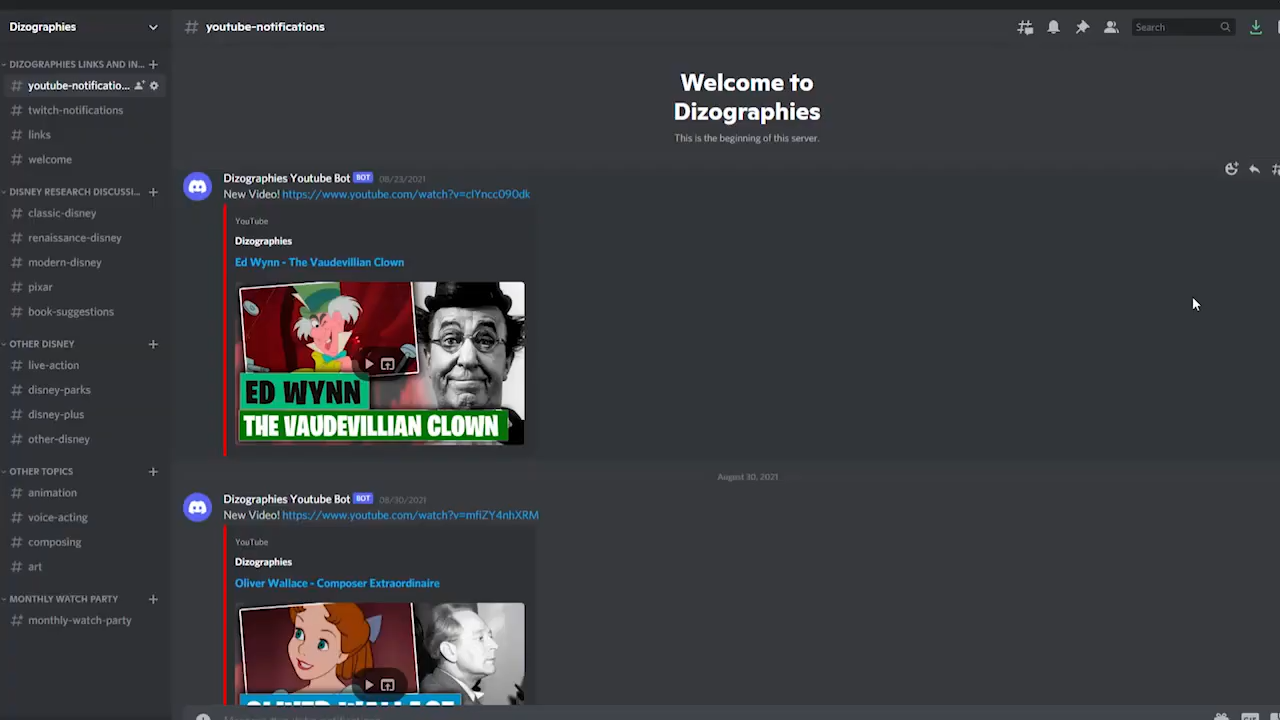 Dizographies
# youtube-notifications
Search
DIZOGRAPHIES LINKS AND IN...
# youtube-notificatio...
# twitch-notifications
# links
# welcome
DISNEY RESEARCH DISCUSSI...
# classic-disney
# renaissance-disney
# modern-disney
# pixar
# book-suggestions
OTHER DISNEY
# live-action
# disney-parks
# disney-plus
# other-disney
OTHER TOPICS
# animation
# voice-acting
# composing
# art
MONTHLY WATCH PARTY
# monthly-watch-party
Welcome to
Dizographies
This is the beginning of this server.
Dizographies Youtube Bot BOT 08/23/2021
New Video! https://www.youtube.com/watch?v=clYncc090dk
YouTube
Dizographies
Ed Wynn - The Vaudevillian Clown
ED WYNN
THE VAUDEVILLIAN CLOWN
August 30, 2021
Dizographies Youtube Bot BOT 08/30/2021
New Video! https://www.youtube.com/watch?v=mfiZY4nhXRM
YouTube
Dizographies
Oliver Wallace - Composer Extraordinaire
OLIVER WALLACE